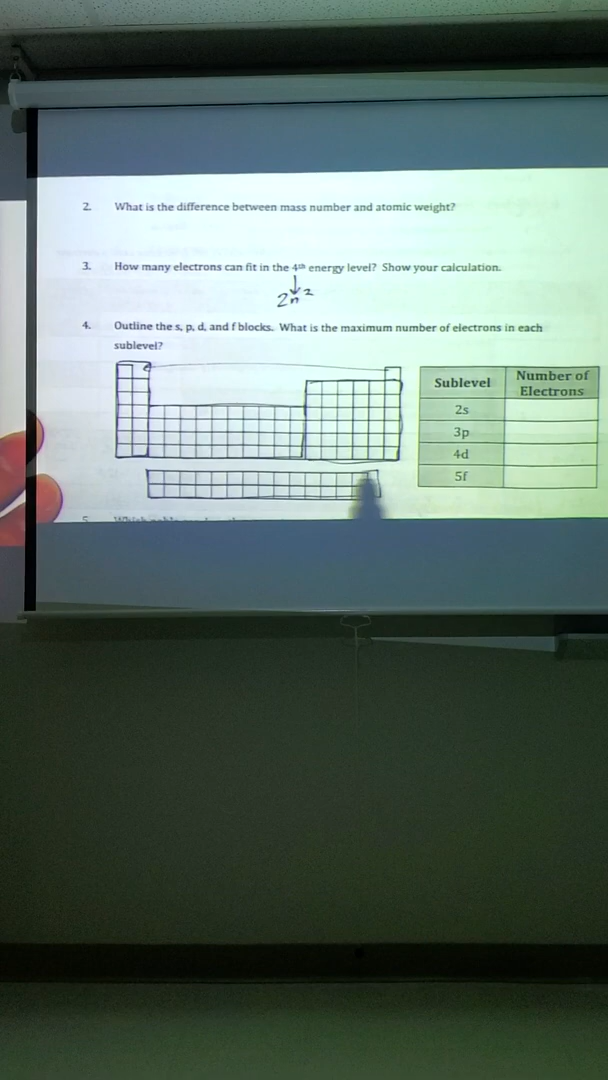 2. What is the difference between mass number and atomic weight?
3. How many electrons can fit in the 4th energy level? Show your calculation.
2n²
4. Outline the s, p, d, and f blocks. What is the maximum number of electrons in each
sublevel?
Sublevel Number of Electrons
2s
3p
4d
5f
5.